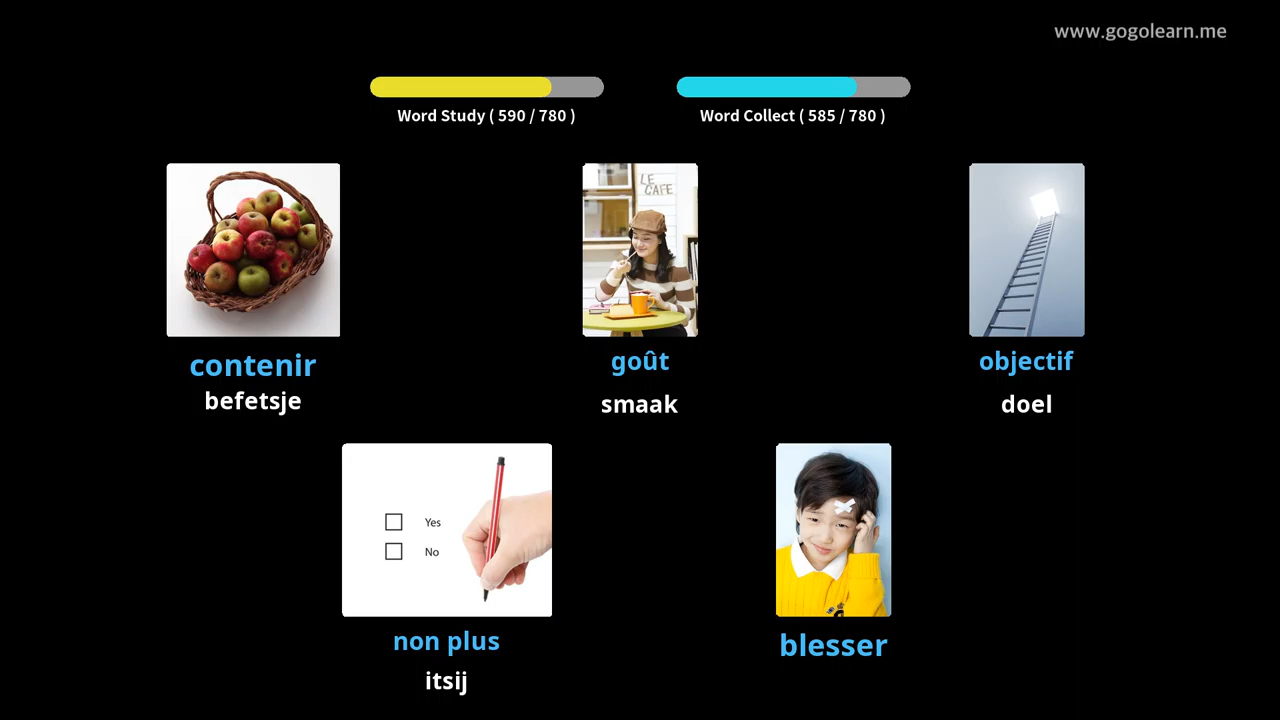 www.gogolearn.me
Word Study ( 590 / 780 )
Word Collect ( 585 / 780 )
LE
CAFE
contenir
befetsje
goût
smaak
objectif
doel
Yes
No
non plus
itsij
blesser